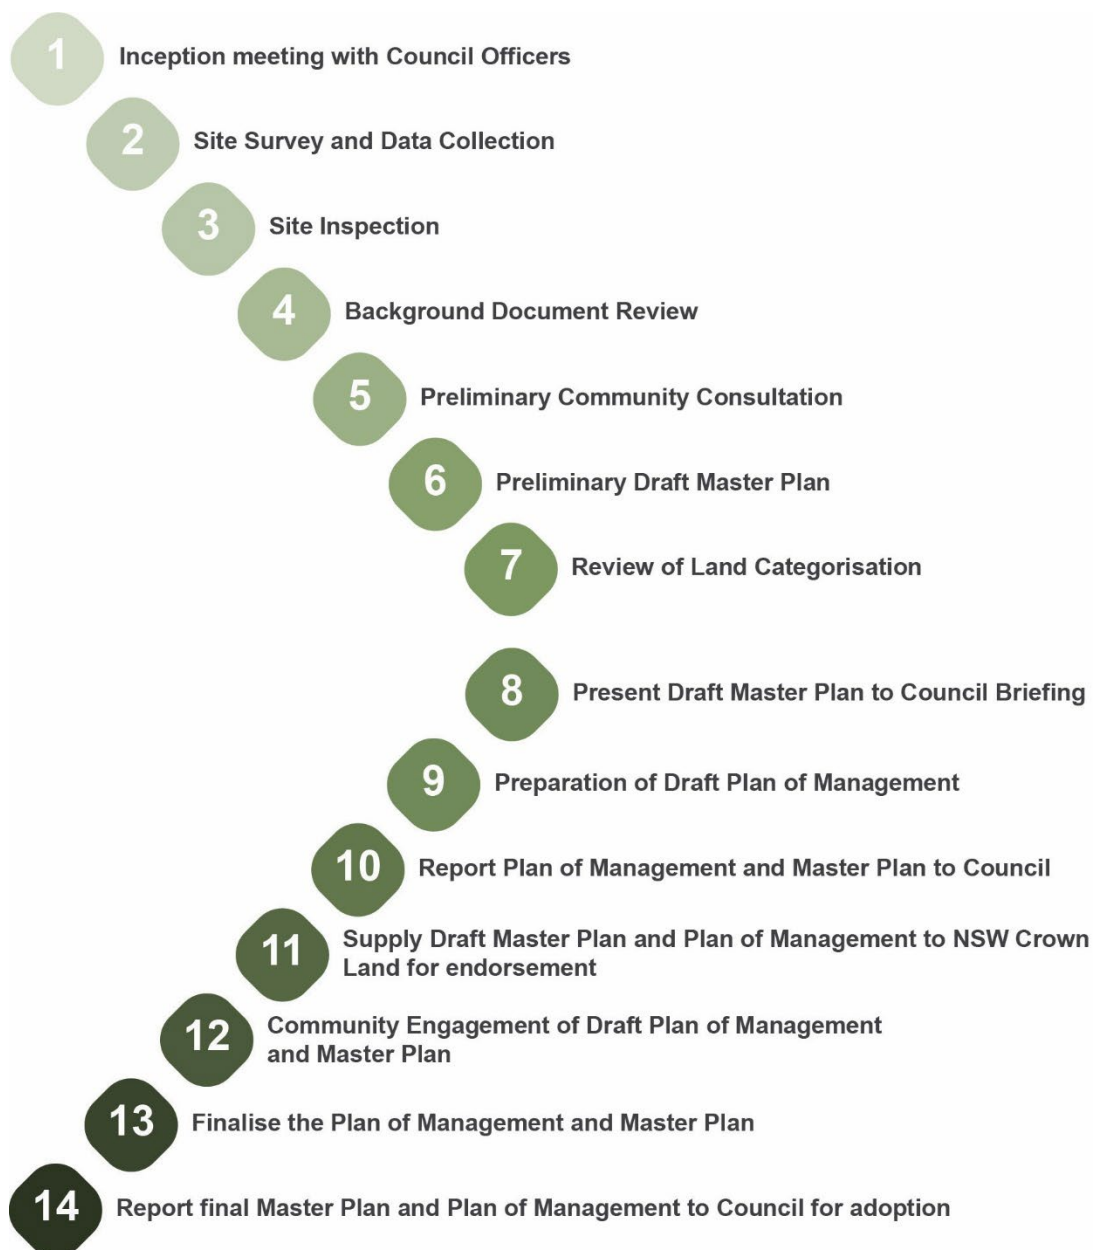 1
Inception meeting with Council Officers
2
Site Survey and Data Collection
3
Site Inspection
4
Background Document Review
5
Preliminary Community Consultation
6
Preliminary Draft Master Plan
7
Review of Land Categorisation
8
Present Draft Master Plan to Council Briefing
9
Preparation of Draft Plan of Management
10
Report Plan of Management and Master Plan to Council
11
Supply Draft Master Plan and Plan of Management to NSW Crown
Land for endorsement
12
Community Engagement of Draft Plan of Management
and Master Plan
13
Finalise the Plan of Management and Master Plan
14
Report final Master Plan and Plan of Management to Council for adoption